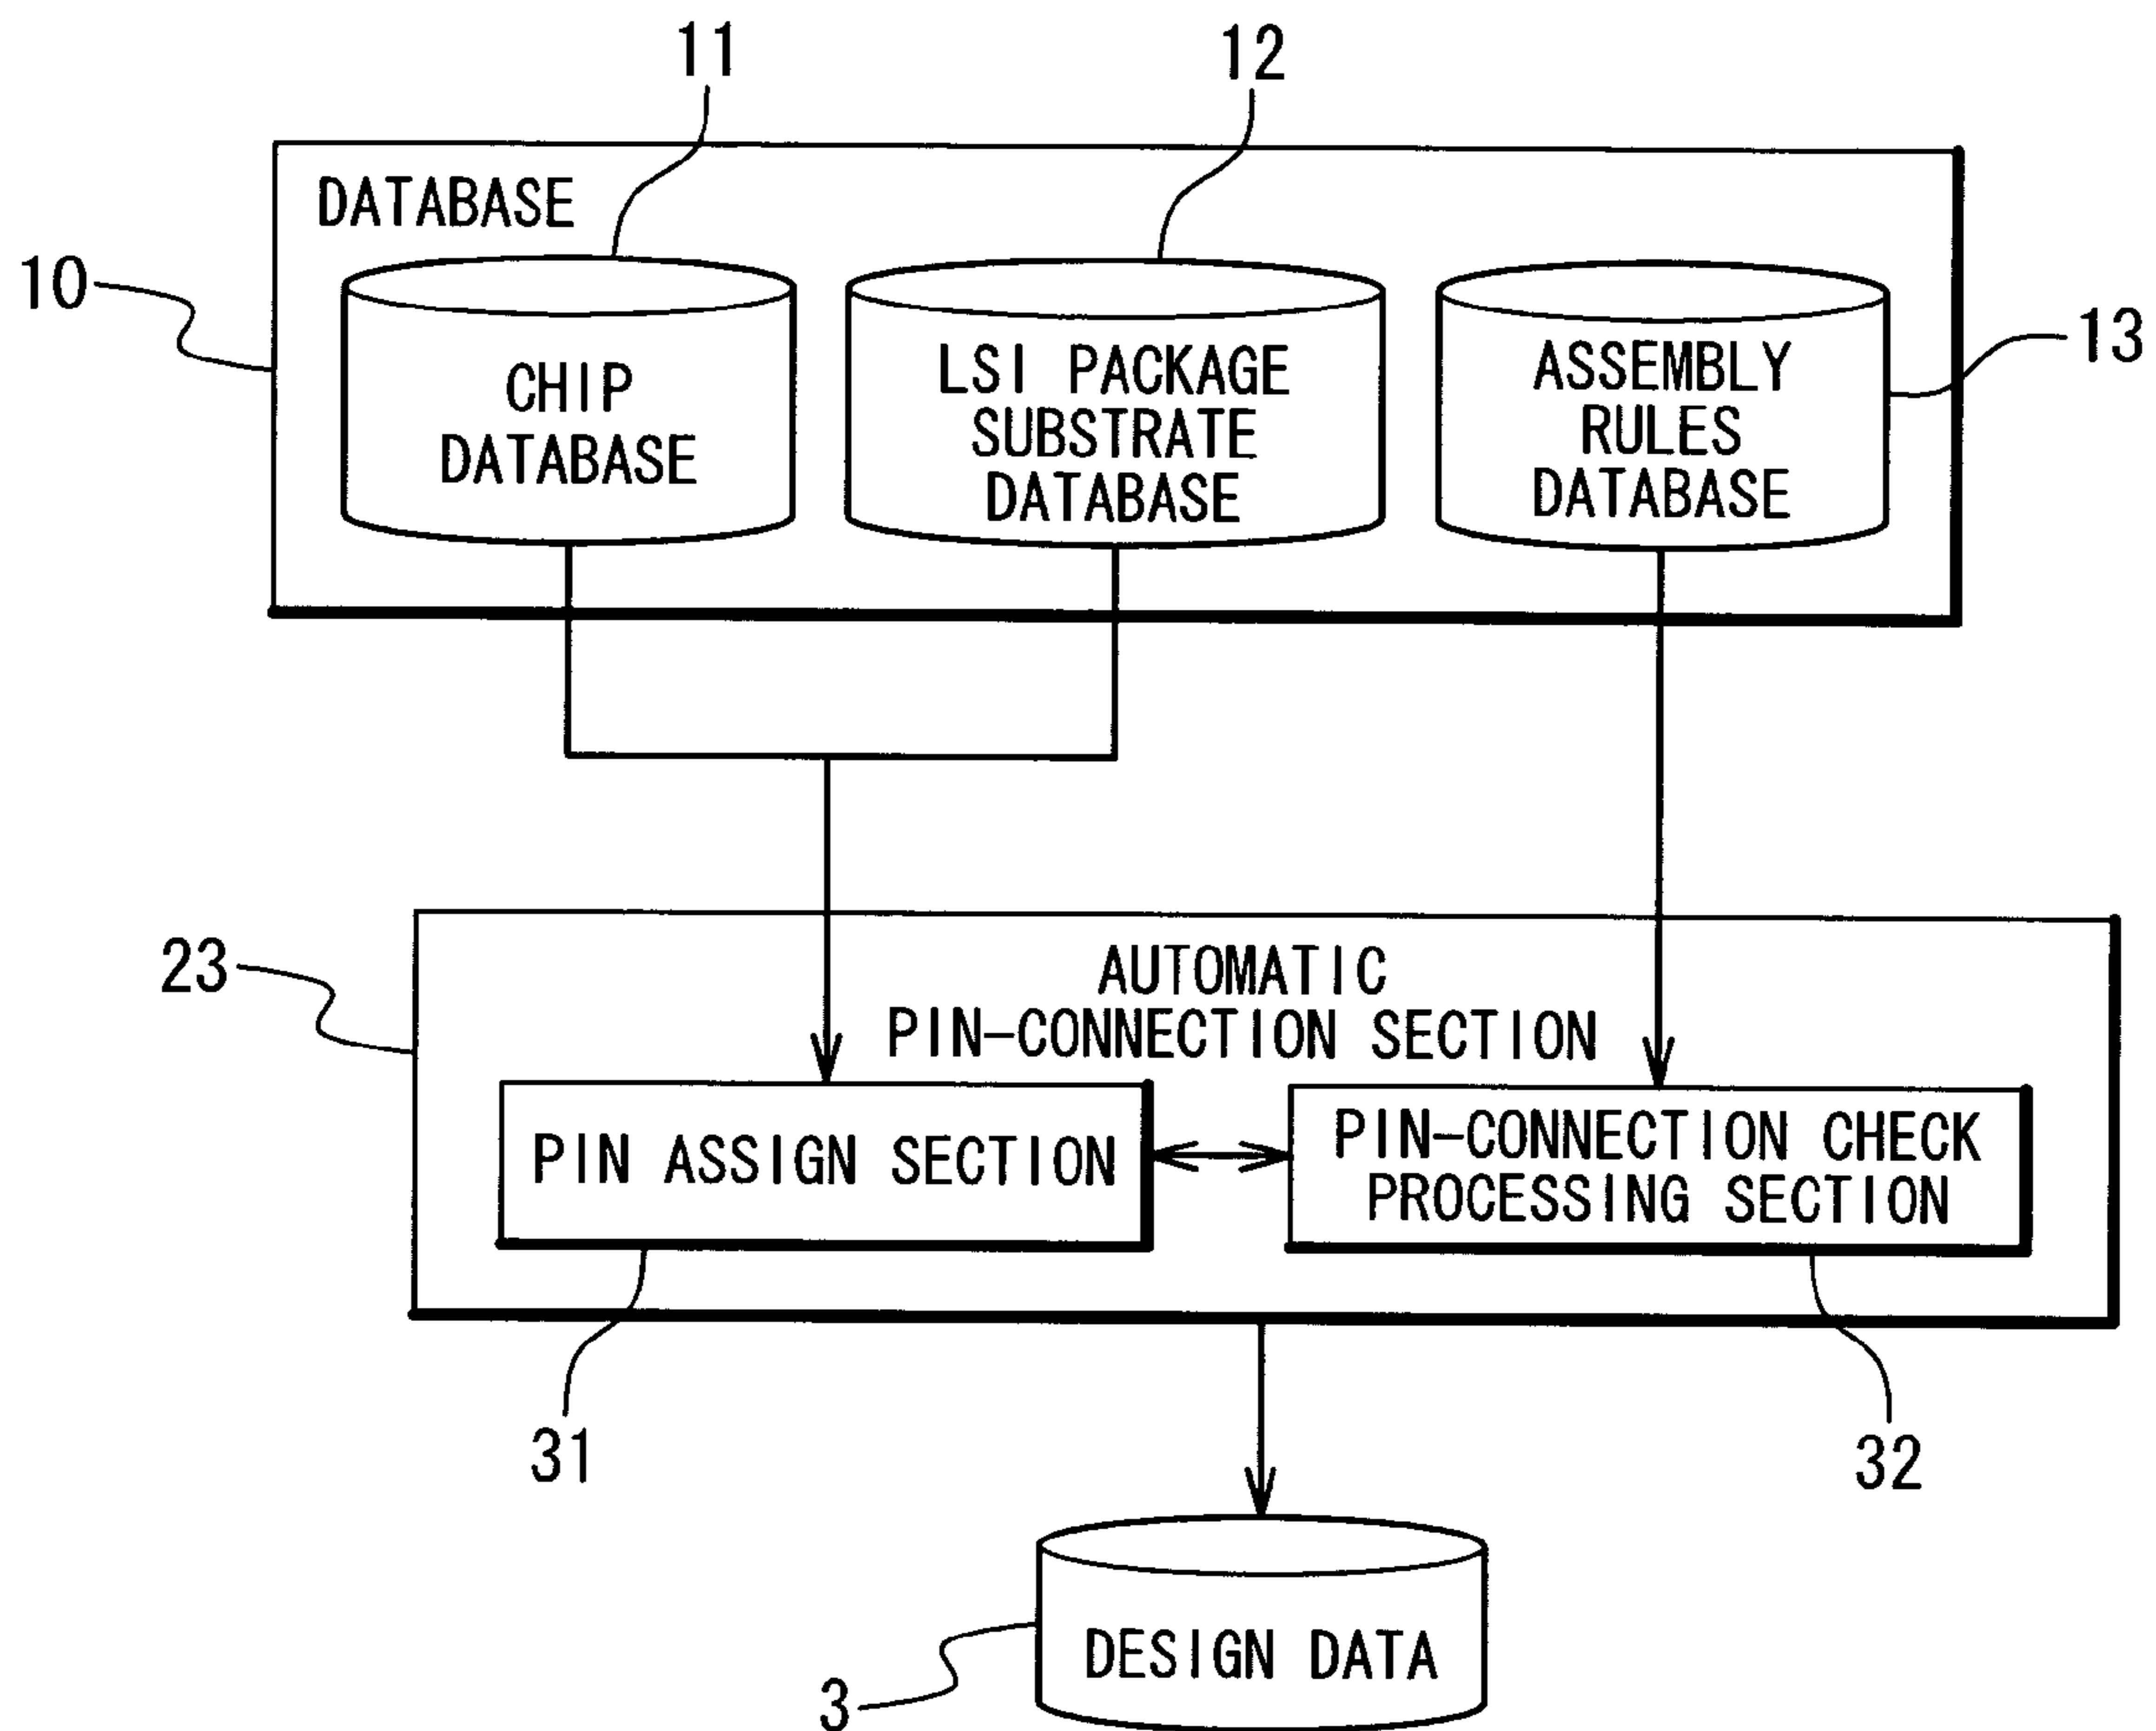 11
12
DATABASE
10
CHIP
DATABASE
LSI PACKAGE
SUBSTRATE
DATABASE
ASSEMBLY
RULES
DATABASE
13
23
AUTOMATIC
PIN-CONNECTION SECTION
PIN ASSIGN SECTION
PIN-CONNECTION CHECK
PROCESSING SECTION
31
32
DESIGN DATA
3